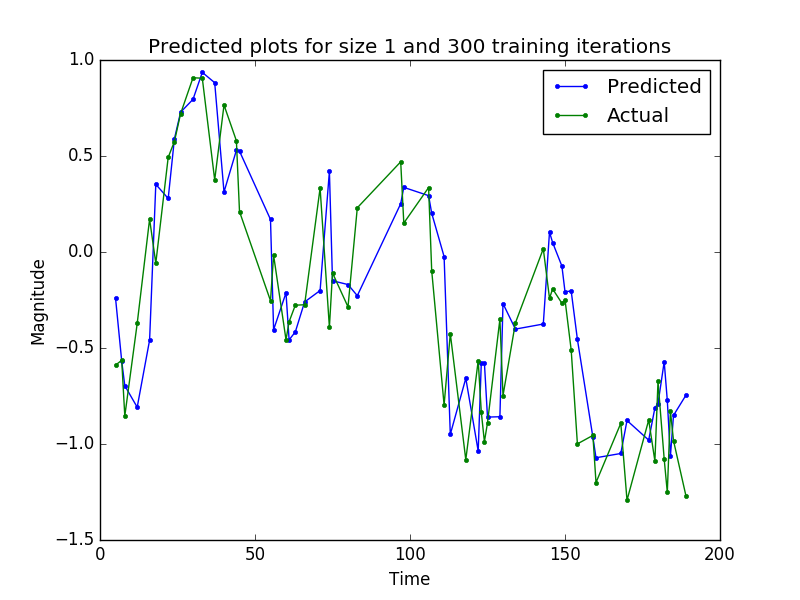 Predicted plots for size 1 and 300 training iterations
Predicted
Actual
1.0
0.5
0.0
−0.5
−1.0
−1.5
Magnitude
0
50
100
150
200
Time